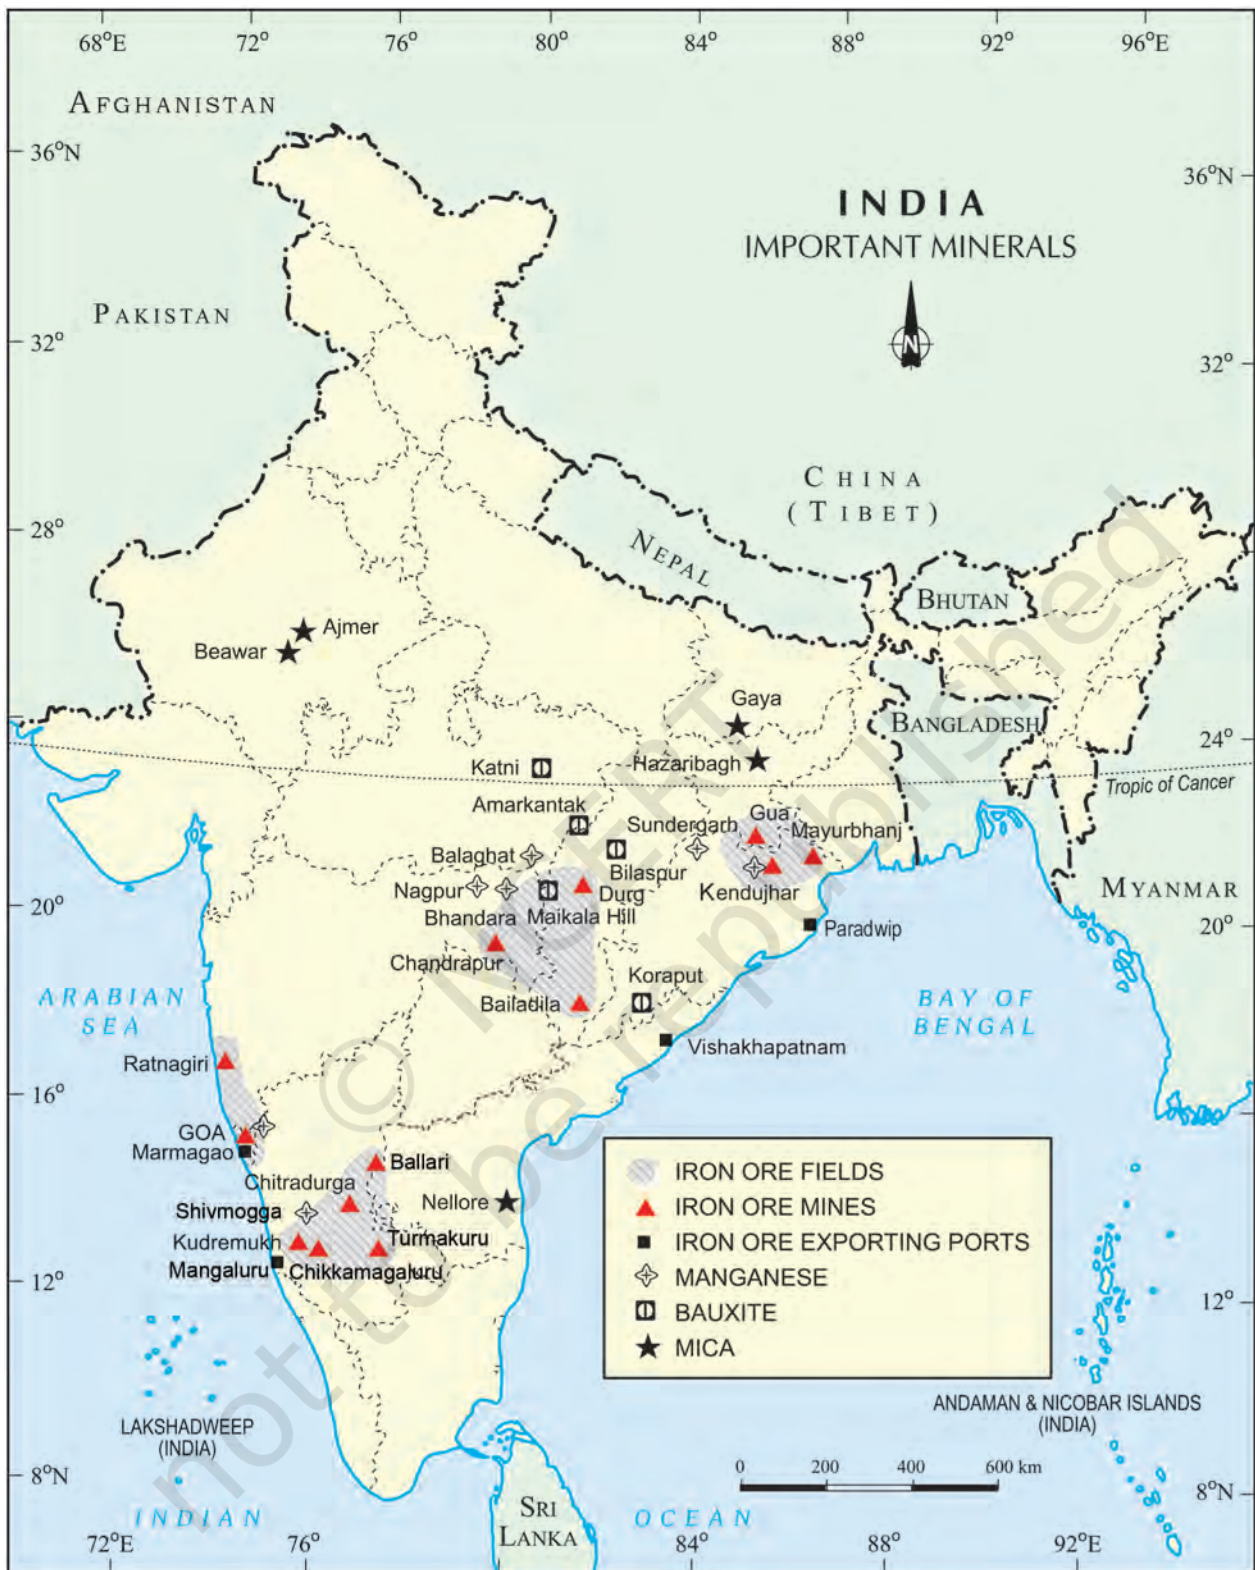 68°E 72° 76° 80° 84° 88° 92° 96°E
AFGHANISTAN
36°N
36°N
INDIA
IMPORTANT MINERALS
N
PAKISTAN
32°
32°
CHINA
(TIBET)
28°
28°
NEPAL
BHUTAN
Ajmer
Beawar
Gaya
BANGLADESH
24°
24°
Hazaribagh
Katni
Tropic of Cancer
Amarkantak
Sundergarh
Gua
Mayurbhanj
Balaghat
Bilaspur
Nagpur
Durg
Kendujhar
MYANMAR
20°
20°
Bhandara
Maikala Hill
Paradwip
Chandrapur
Koraput
ARABIAN
SEA
BAY OF
BENGAL
Bailadila
Vishakhapatnam
Ratnagiri
16°
16°
GOA
Marmagao
Ballari
Chitradurga
Nellore
Shivmogga
Kudremukh
Turmakuru
Mangaluru
Chikkamagaluru
12°
12°
IRON ORE FIELDS
IRON ORE MINES
IRON ORE EXPORTING PORTS
MANGANESE
BAUXITE
MICA
LAKSHADWEEP
(INDIA)
ANDAMAN & NICOBAR ISLANDS
(INDIA)
0 200 400 600 km
8°N
8°N
SRI
LANKA
INDIAN OCEAN
72°E 76° 80° 84° 88° 92°E
© NCERT
not to be republished